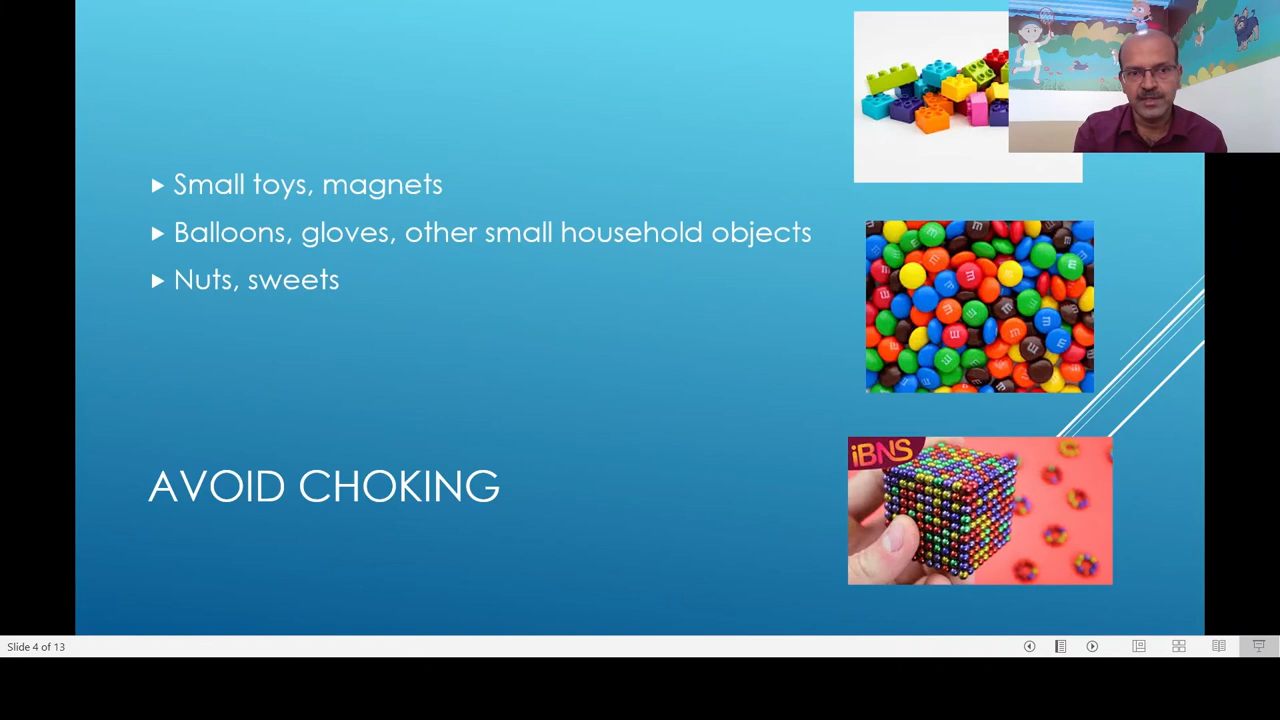 Small toys, magnets
Balloons, gloves, other small household objects
Nuts, sweets
AVOID CHOKING
iBNS
Slide 4 of 13